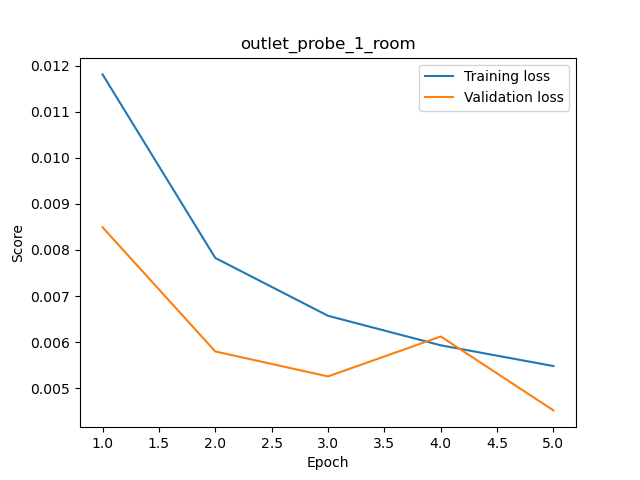 outlet_probe_1_room
Training loss
Validation loss
0.012
0.011
0.010
0.009
0.008
0.007
0.006
0.005
Score
1.0 1.5 2.0 2.5 3.0 3.5 4.0 4.5 5.0
Epoch